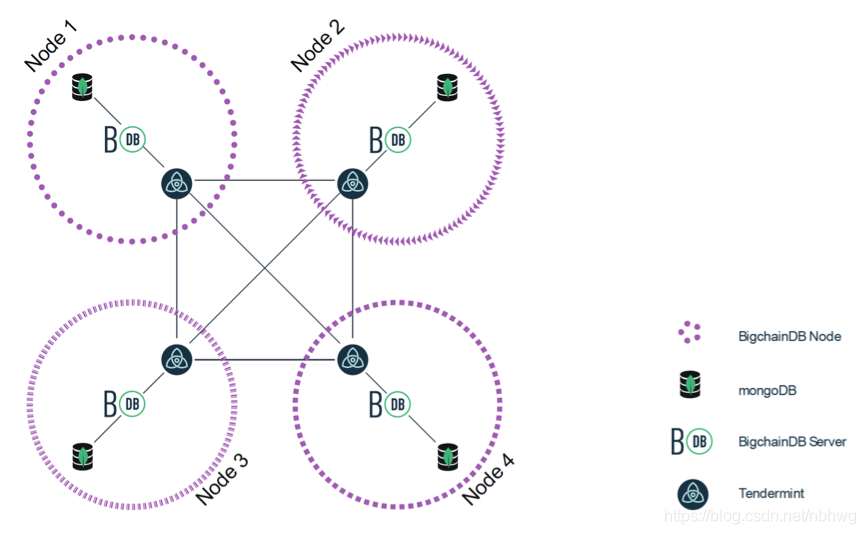 Node 1
Node 2
B DB
B DB
B DB
B DB
Node 3
Node 4
BigchainDB Node
mongoDB
B DB BigchainDB Server
Tendermint
https://blog.csdn.net/nbhwg